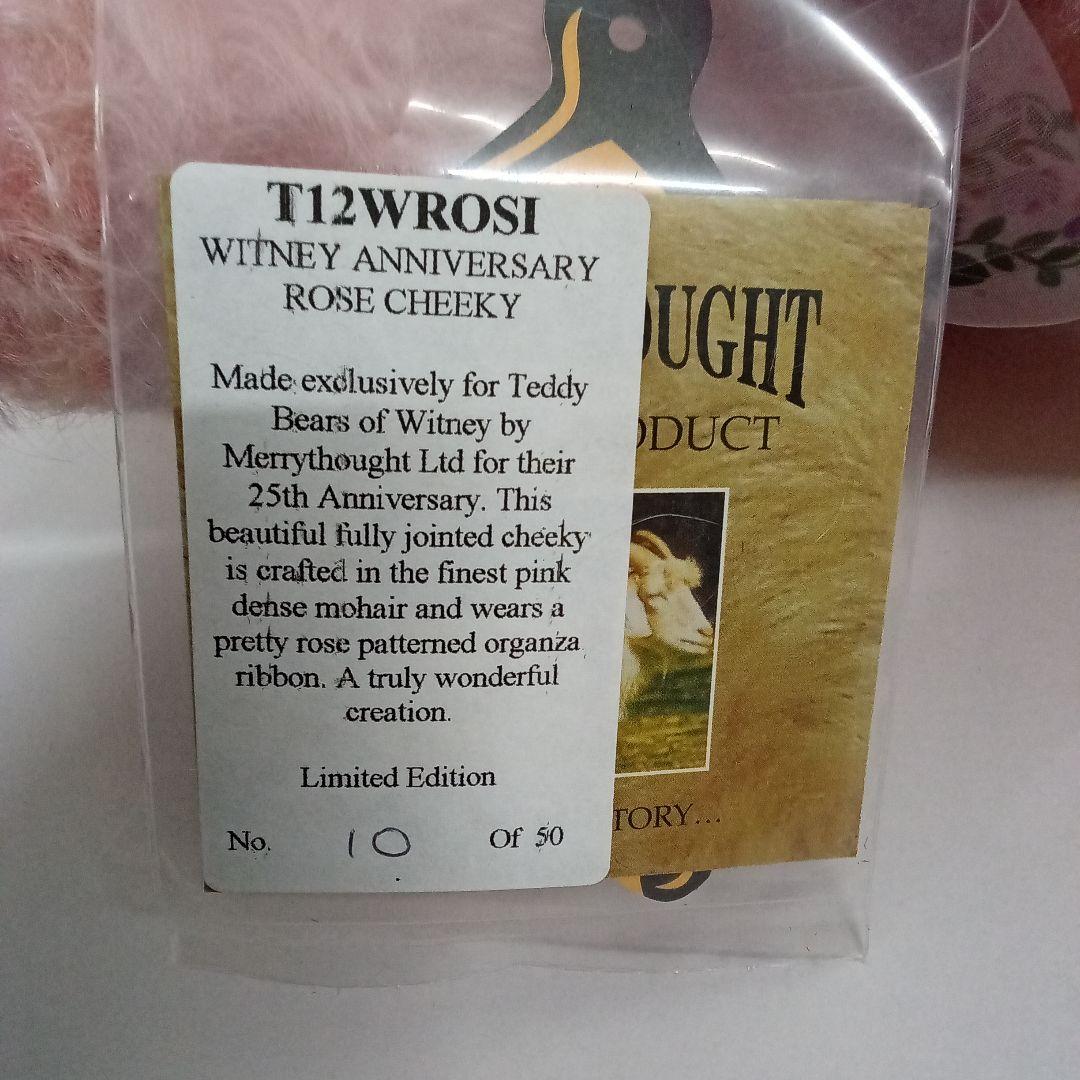 T12WROSI
WITNEY ANNIVERSARY
ROSE CHEEKY
Made exclusively for Teddy
Bears of Witney by
Merrythought Ltd for their
25th Anniversary. This
beautiful fully jointed cheeky
is crafted in the finest pink
dense mohair and wears a
pretty rose patterned organza
ribbon. A truly wonderful
creation.
Limited Edition
No. 10 Of 50
OUGHT
ODUCT
TORY...